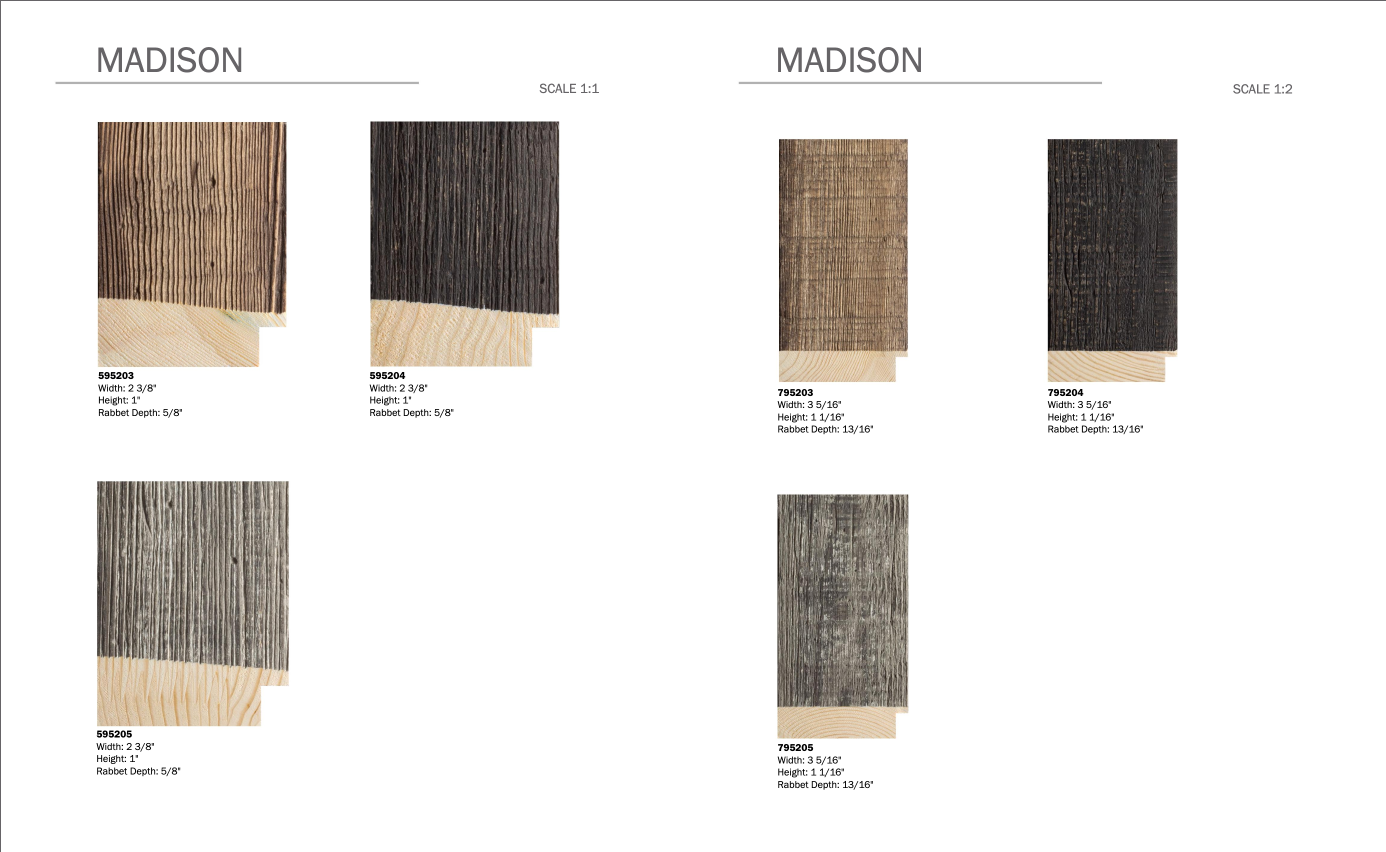 MADISON
SCALE 1:1
595203
Width: 2 3/8"
Height: 1"
Rabbet Depth: 5/8"
595204
Width: 2 3/8"
Height: 1"
Rabbet Depth: 5/8"
595205
Width: 2 3/8"
Height: 1"
Rabbet Depth: 5/8"
MADISON
SCALE 1:2
795203
Width: 3 5/16"
Height: 1 1/16"
Rabbet Depth: 13/16"
795204
Width: 3 5/16"
Height: 1 1/16"
Rabbet Depth: 13/16"
795205
Width: 3 5/16"
Height: 1 1/16"
Rabbet Depth: 13/16"